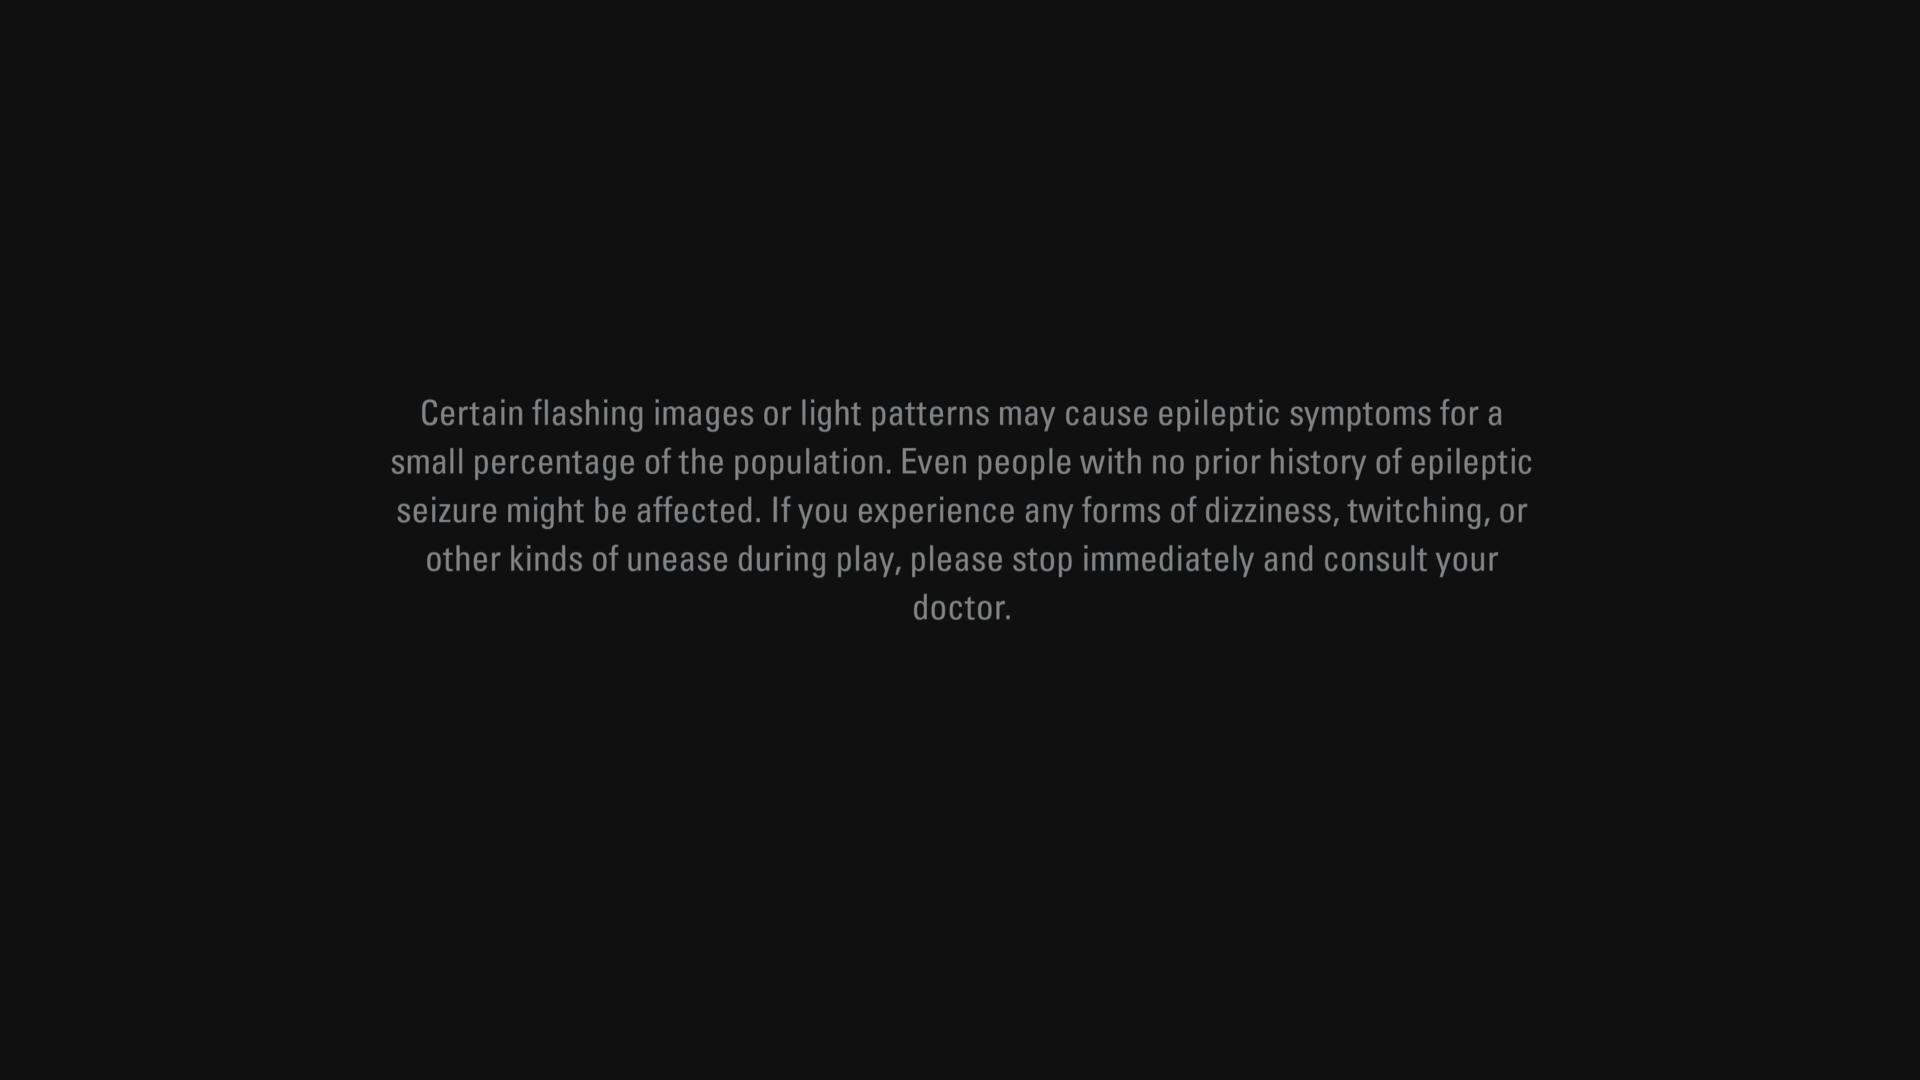 Certain flashing images or light patterns may cause epileptic symptoms for a
small percentage of the population. Even people with no prior history of epileptic
seizure might be affected. If you experience any forms of dizziness, twitching, or
other kinds of unease during play, please stop immediately and consult your
doctor.